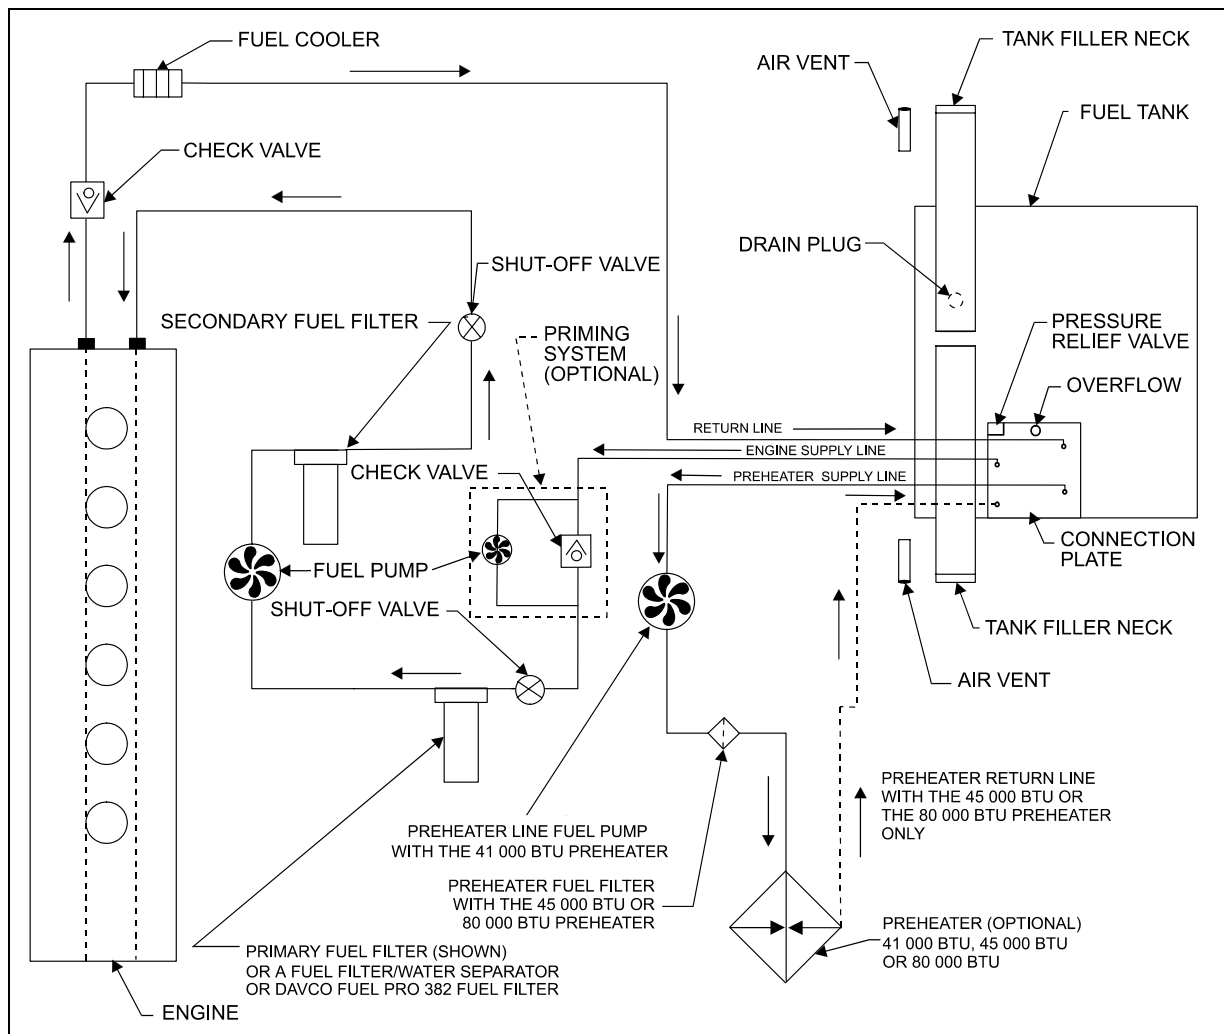 FUEL COOLER
TANK FILLER NECK
AIR VENT
FUEL TANK
CHECK VALVE
DRAIN PLUG
SHUT-OFF VALVE
SECONDARY FUEL FILTER
PRIMING
SYSTEM
(OPTIONAL)
PRESSURE
RELIEF VALVE
OVERFLOW
RETURN LINE
ENGINE SUPPLY LINE
CHECK VALVE
PREHEATER SUPPLY LINE
CONNECTION
PLATE
FUEL PUMP
SHUT-OFF VALVE
TANK FILLER NECK
AIR VENT
PREHEATER RETURN LINE
WITH THE 45 000 BTU OR
THE 80 000 BTU PREHEATER
ONLY
PREHEATER LINE FUEL PUMP
WITH THE 41 000 BTU PREHEATER
PREHEATER FUEL FILTER
WITH THE 45 000 BTU OR
80 000 BTU PREHEATER
PREHEATER (OPTIONAL)
41 000 BTU, 45 000 BTU
OR 80 000 BTU
PRIMARY FUEL FILTER (SHOWN)
OR A FUEL FILTER/WATER SEPARATOR
OR DAVCO FUEL PRO 382 FUEL FILTER
ENGINE